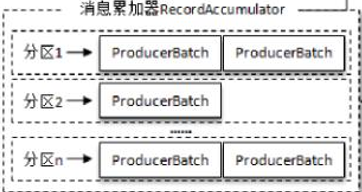 消息累加器RecordAccumulator
分区1 ProducerBatch ProducerBatch
分区2 ProducerBatch
......
分区n ProducerBatch ProducerBatch